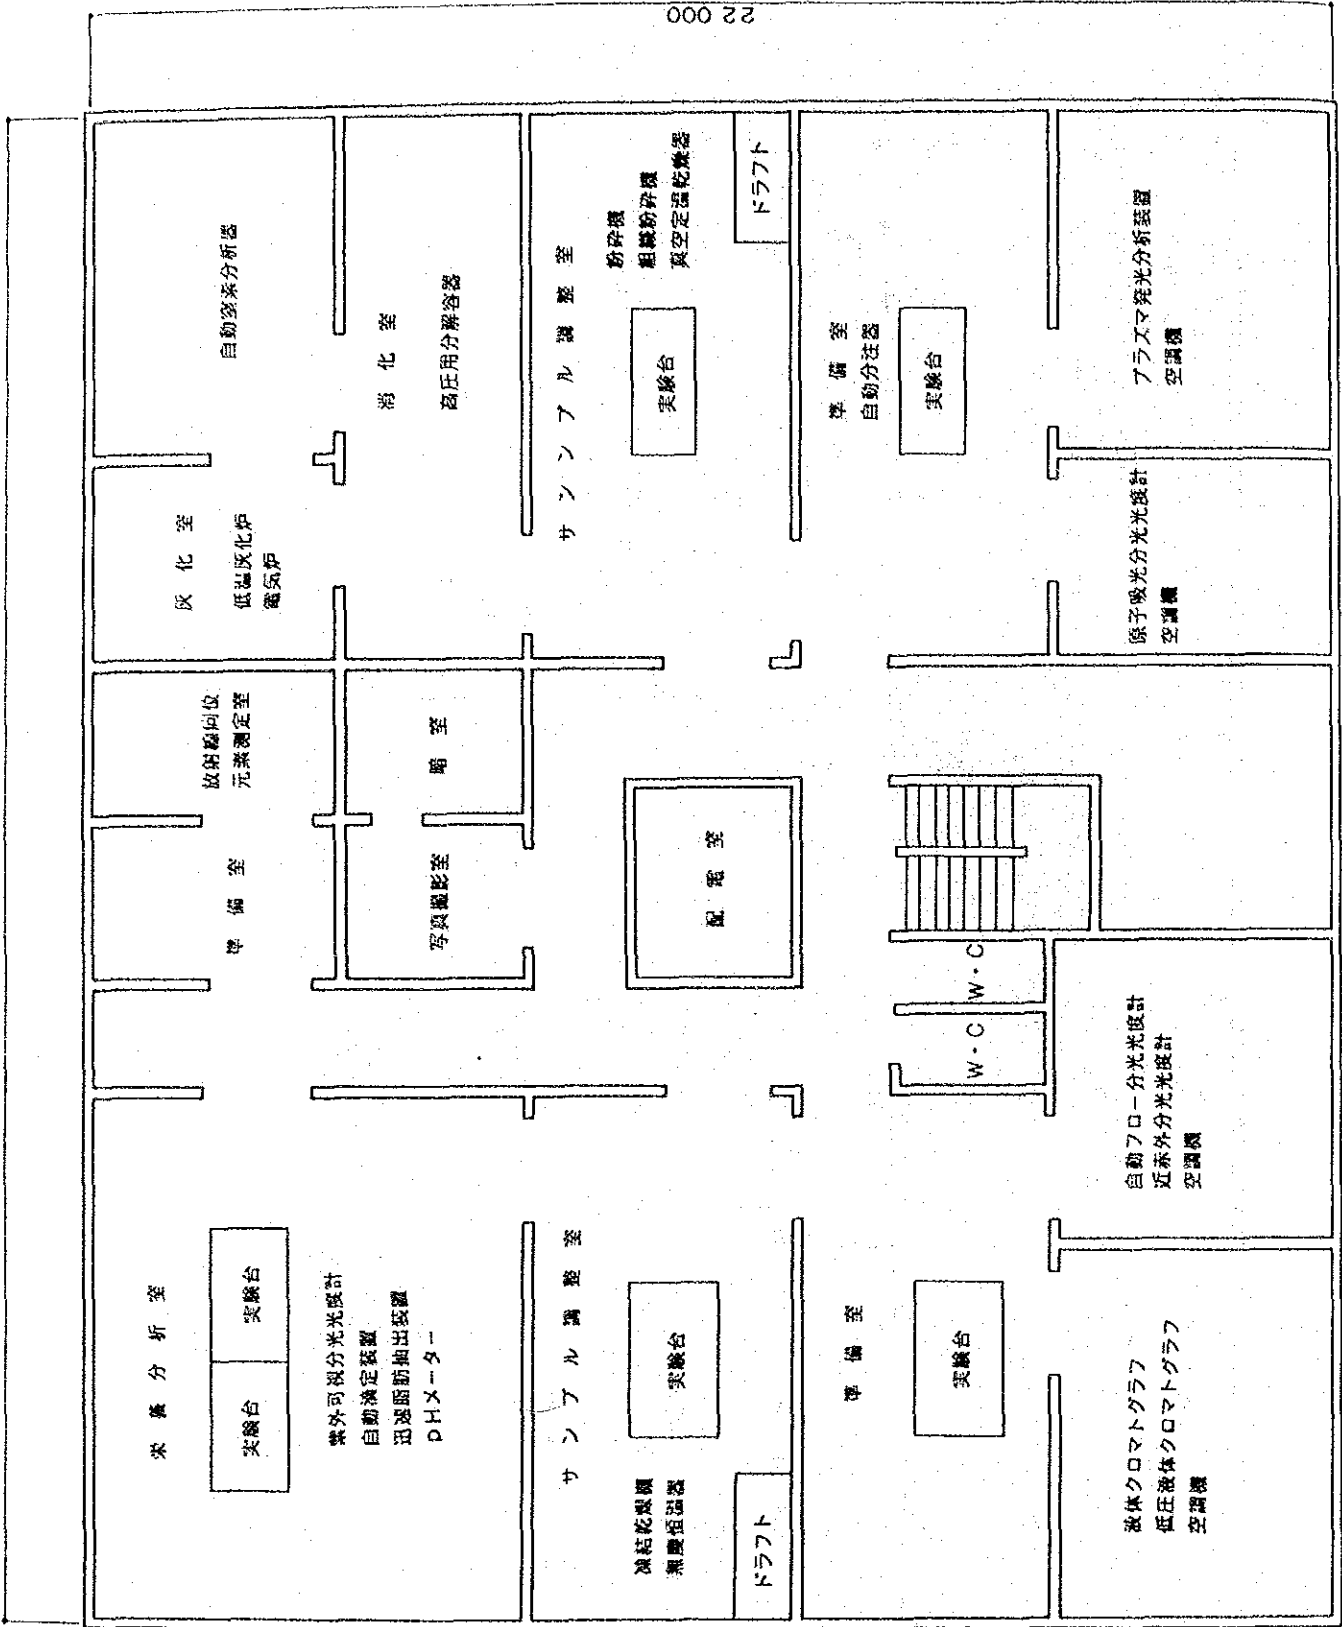 22 000
栄養分析室
実験台
実験台
紫外可視分光光度計
自動滴定装置
迅速脂肪抽出装置
pHメーター
準備室
放射線同位
元素測定室
灰化室
低温灰化炉
電気炉
自動窒素分析器
写真撮影室
暗室
消化室
高圧用分解容器
サンプル調整室
凍結乾燥機
実験台
ドラフト
配電室
サンプル調整室
粉砕機
組織粉砕機
真空定温乾燥器
実験台
ドラフト
準備室
実験台
W・C
W・C
準備室
自動分注器
実験台
液体クロマトグラフ
低圧液体クロマトグラフ
空調機
自動フロー分光光度計
近赤外分光光度計
空調機
原子吸光分光光度計
空調機
プラズマ発光分析装置
空調機